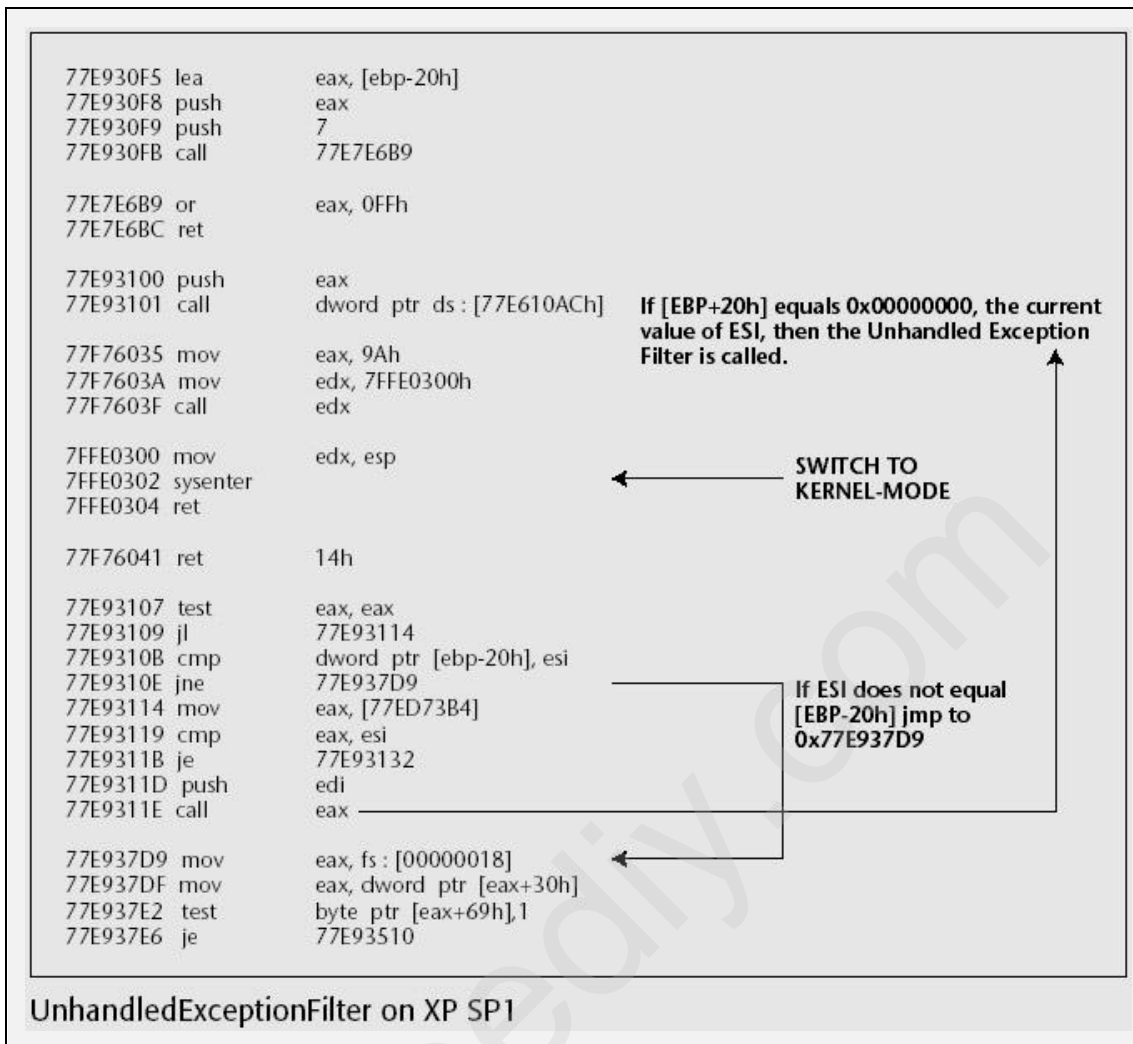 77E930F5 lea eax, [ebp-20h]
77E930F8 push eax
77E930F9 push 7
77E930FB call 77E7E6B9
77E7E6B9 or eax, 0FFh
77E7E6BC ret
77E93100 push eax
77E93101 call dword ptr ds : [77E610ACh]
If [EBP+20h] equals 0x00000000, the current
value of ESI, then the Unhandled Exception
Filter is called.
77F76035 mov eax, 9Ah
77F7603A mov edx, 7FFE0300h
77F7603F call edx
7FFE0300 mov edx, esp
7FFE0302 sysenter
7FFE0304 ret
SWITCH TO
KERNEL-MODE
77F76041 ret 14h
77E93107 test eax, eax
77E93109 jl 77E93114
77E9310B cmp dword ptr [ebp-20h], esi
77E9310E jne 77E937D9
77E93114 mov eax, [77ED73B4]
77E93119 cmp eax, esi
77E9311B je 77E93132
77E9311D push edi
77E9311E call eax
If ESI does not equal
[EBP-20h] jmp to
0x77E937D9
77E937D9 mov eax, fs : [00000018]
77E937DF mov eax, dword ptr [eax+30h]
77E937E2 test byte ptr [eax+69h],1
77E937E6 je 77E93510
UnhandledExceptionFilter on XP SP1